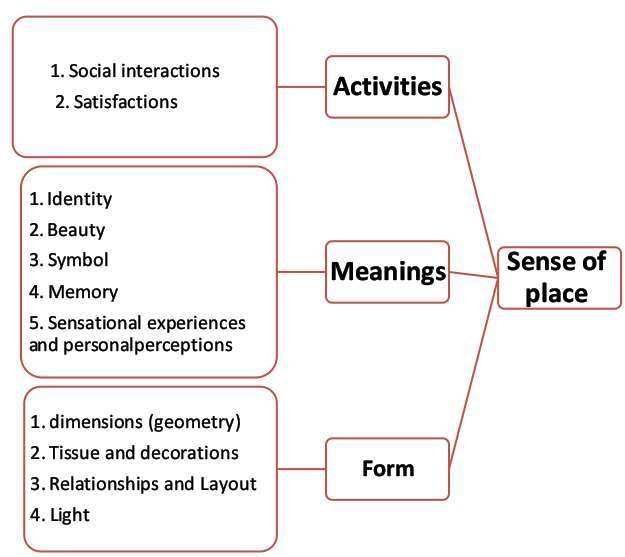 1. Social interactions
2. Satisfactions
Activities
1. Identity
2. Beauty
3. Symbol
4. Memory
5. Sensational experiences
and personalperceptions
Meanings
Sense of
place
1. dimensions (geometry)
2. Tissue and decorations
3. Relationships and Layout
4. Light
Form